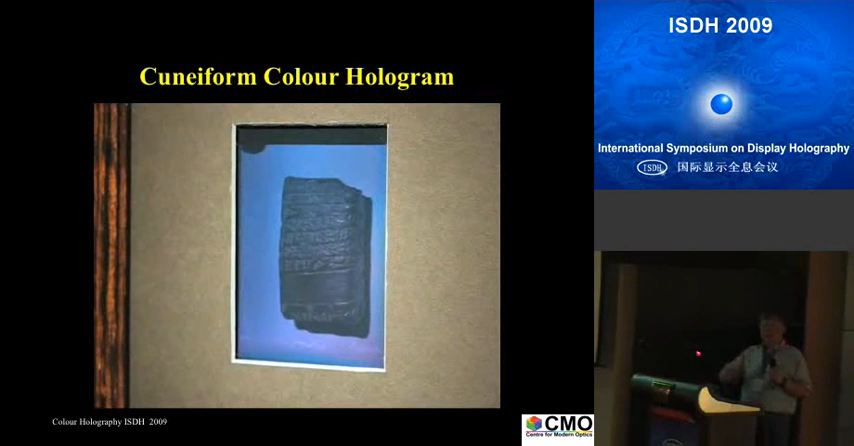 Cuneiform Colour Hologram
Colour Holography ISDH 2009
CMO
Centre for Modern Optics
ISDH 2009
International Symposium on Display Holography
ISDH 国际显示全息会议